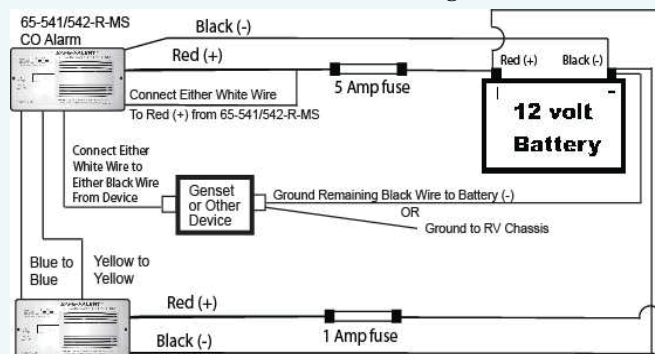 65-541/542-R-MS
CO Alarm
Black (-)
Red (+)
Connect Either White Wire
To Red (+) from 65-541/542-R-MS
5 Amp fuse
Red (+)
Black (-)
12 volt
Battery
Connect Either
White Wire to
Either Black Wire
From Device
Genset
or Other
Device
Ground Remaining Black Wire to Battery (-)
OR
Ground to RV Chassis
Blue to
Blue
Yellow to
Yellow
Red (+)
1 Amp fuse
Black (-)